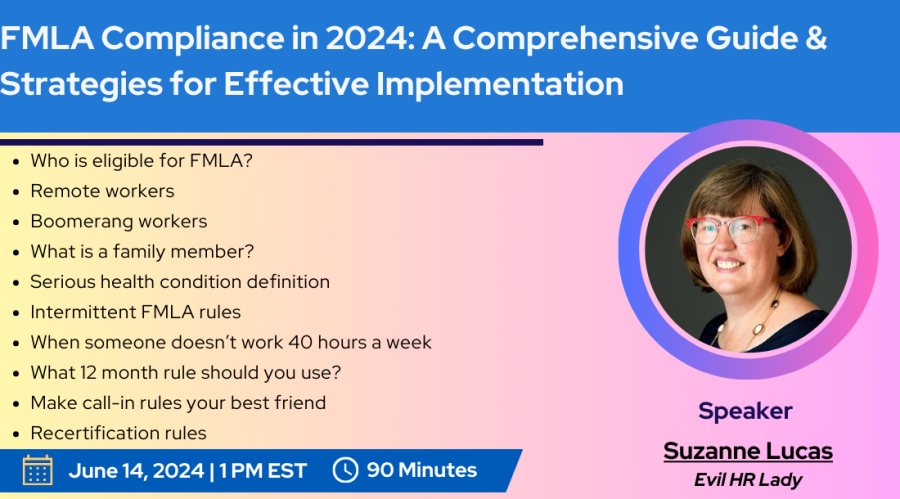 FMLA Compliance in 2024: A Comprehensive Guide &
Strategies for Effective Implementation
• Who is eligible for FMLA?
• Remote workers
• Boomerang workers
• What is a family member?
• Serious health condition definition
• Intermittent FMLA rules
• When someone doesn’t work 40 hours a week
• What 12 month rule should you use?
• Make call-in rules your best friend
• Recertification rules
June 14, 2024 | 1 PM EST 90 Minutes
Speaker
Suzanne Lucas
Evil HR Lady